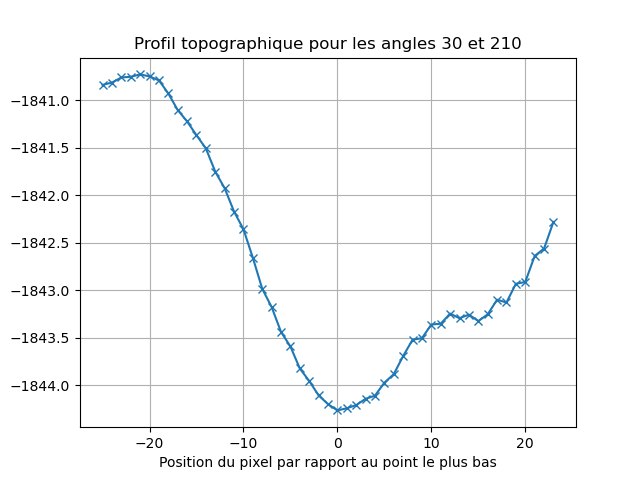 Profil topographique pour les angles 30 et 210
−1841.0
−1841.5
−1842.0
−1842.5
−1843.0
−1843.5
−1844.0
−20 −10 0 10 20
Position du pixel par rapport au point le plus bas